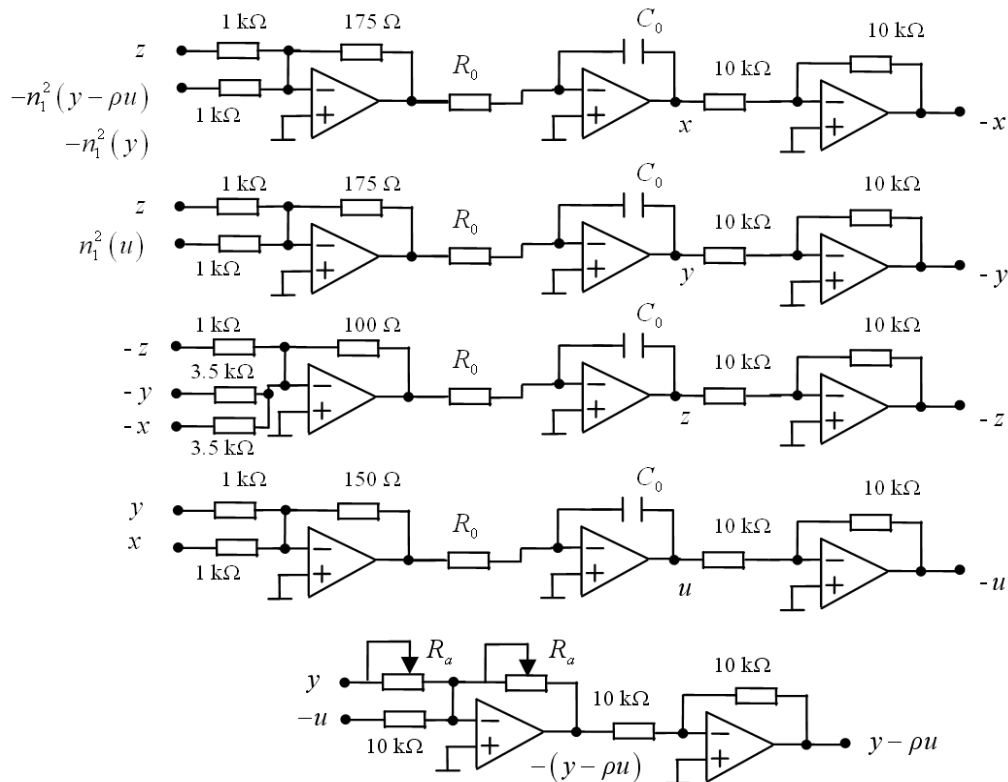 1 kΩ 175 Ω C₀ 10 kΩ
z R₀ 10 kΩ
-n₁²(y - ρu) 1 kΩ x -x
-n₁²(y)
1 kΩ 175 Ω C₀ 10 kΩ
z R₀ 10 kΩ
n₁²(u) 1 kΩ y -y
1 kΩ 100 Ω C₀ 10 kΩ
-z R₀ 10 kΩ
3.5 kΩ
-y z -z
-x
3.5 kΩ
1 kΩ 150 Ω C₀ 10 kΩ
y R₀ 10 kΩ
x u -u
1 kΩ
Rₐ Rₐ 10 kΩ
y 10 kΩ
-u y - ρu
10 kΩ -(y - ρu)